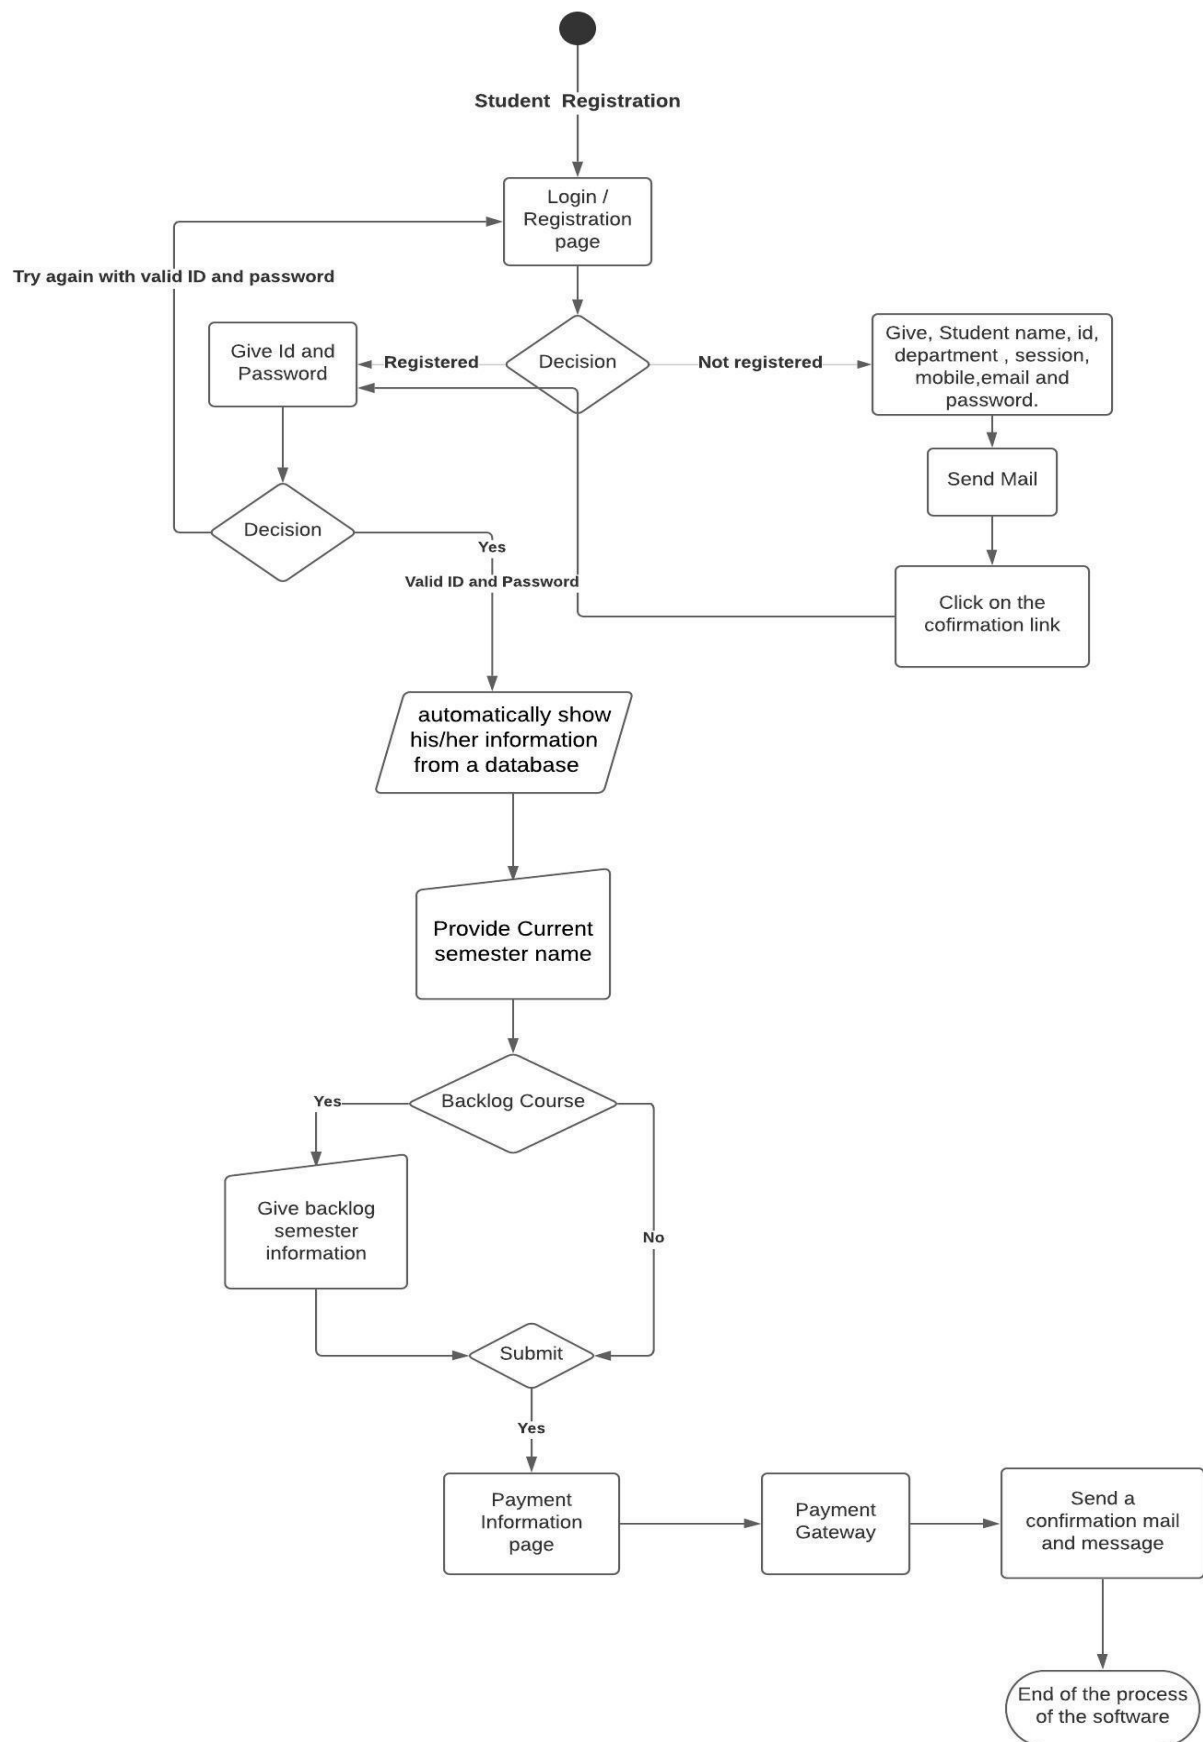 Student Registration
Login /
Registration
page
Try again with valid ID and password
Give Id and
Password
Registered
Decision
Not registered
Give, Student name, id,
department , session,
mobile,email and
password.
Send Mail
Decision
Yes
Valid ID and Password
Click on the
cofirmation link
automatically show
his/her information
from a database
Provide Current
semester name
Backlog Course
Yes
Give backlog
semester
information
No
Submit
Yes
Payment
Information
page
Payment
Gateway
Send a
confirmation mail
and message
End of the process
of the software